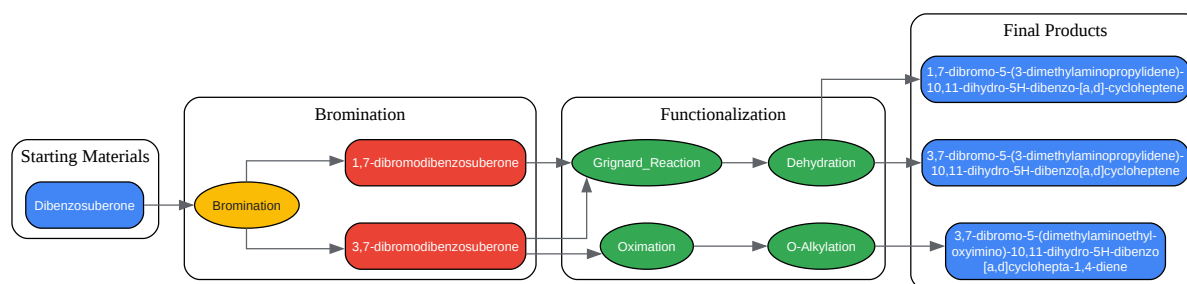 Starting Materials
Dibenzosuberone
Bromination
Bromination
1,7-dibromodibenzosuberone
3,7-dibromodibenzosuberone
Functionalization
Grignard_Reaction
Dehydration
Oximation
O-Alkylation
Final Products
1,7-dibromo-5-(3-dimethylaminopropylidene)-
10,11-dihydro-5H-dibenzo-[a,d]-cycloheptene
3,7-dibromo-5-(3-dimethylaminopropylidene)-
10,11-dihydro-5H-dibenzo[a,d]cycloheptene
3,7-dibromo-5-(dimethylaminoethyl-
oxyimino)-10,11-dihydro-5H-dibenzo
[a,d]cyclohepta-1,4-diene